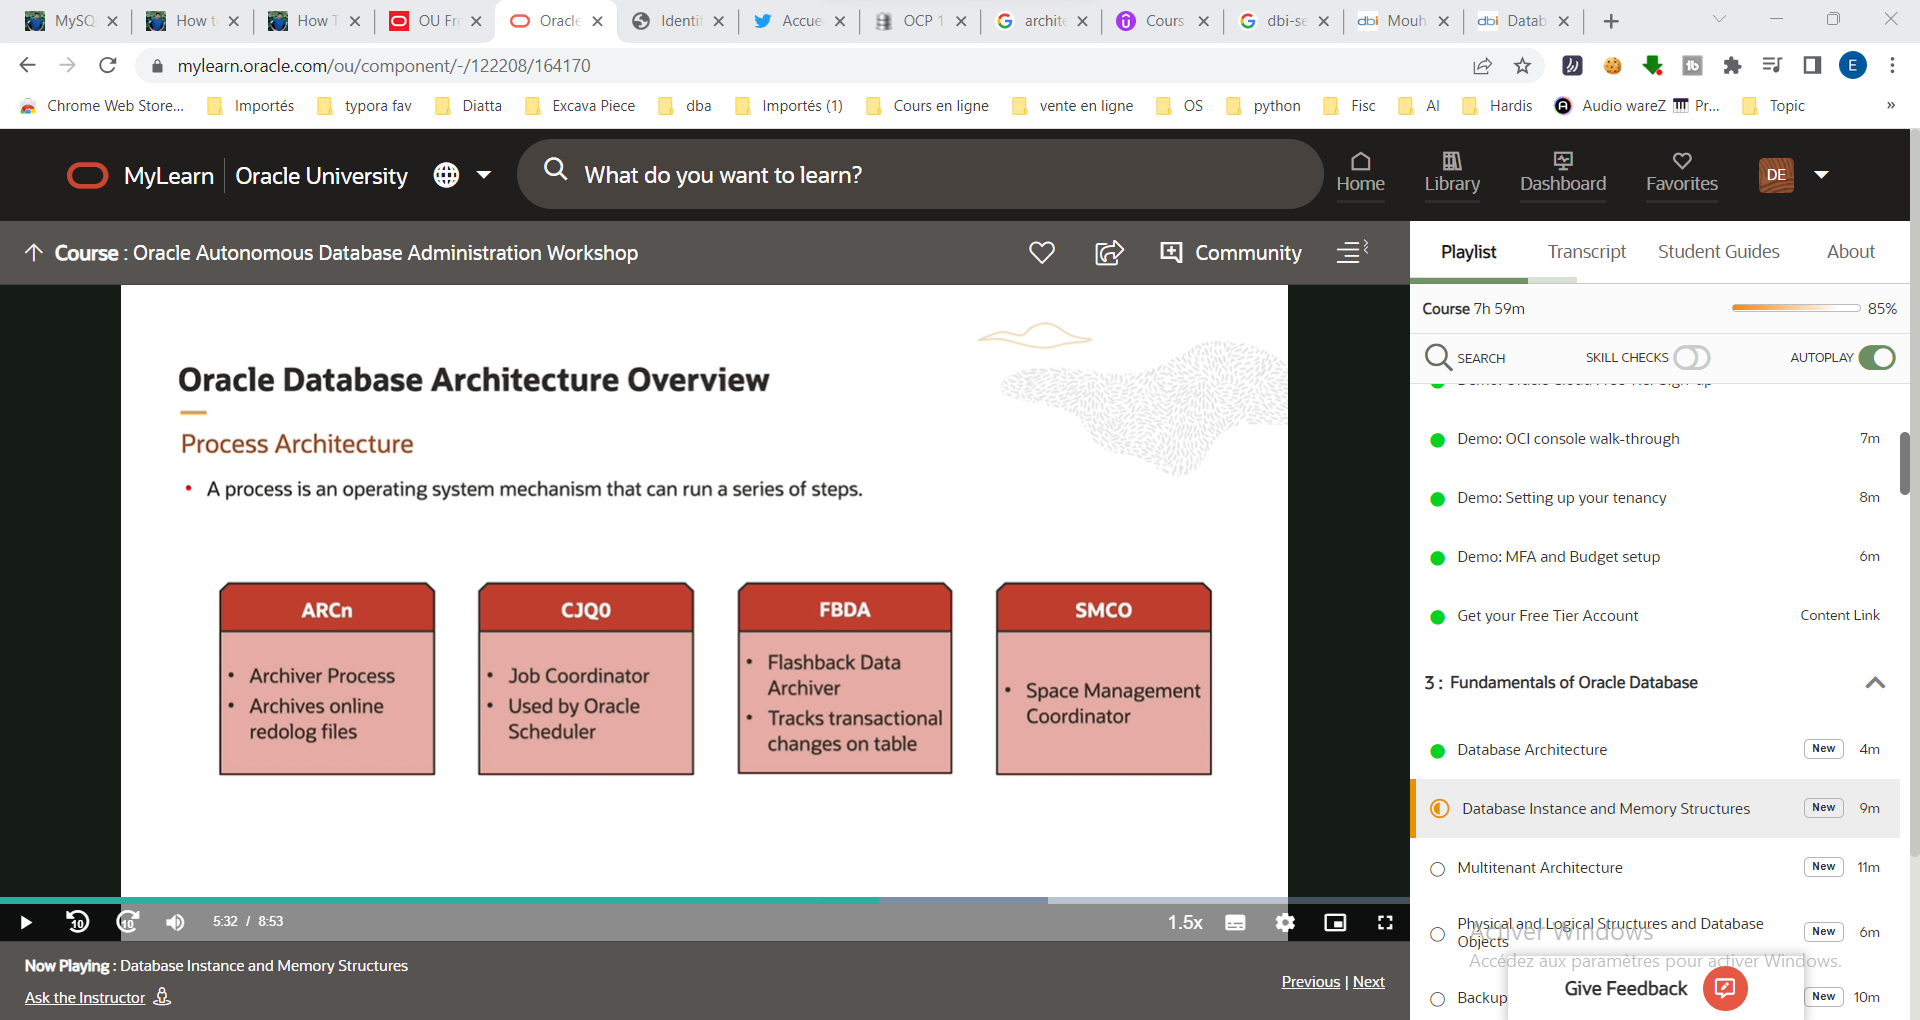 MySQ
How t
How T
OU Fre
Oracle
Identif
Accue
OCP 1
archite
Cours
dbi-se
Mouh
Datab
mylearn.oracle.com/ou/component/-/122208/164170
E
Chrome Web Store...
Importés
typora fav
Diatta
Excava Piece
dba
Importés (1)
Cours en ligne
vente en ligne
OS
python
Fisc
AI
Hardis
Audio wareZ
Pr...
Topic
»
MyLearn
Oracle University
What do you want to learn?
Home
Library
Dashboard
Favorites
DE
Course : Oracle Autonomous Database Administration Workshop
Community
Oracle Database Architecture Overview
Process Architecture
• A process is an operating system mechanism that can run a series of steps.
ARCn
• Archiver Process
• Archives online
redolog files
CJQ0
• Job Coordinator
• Used by Oracle
Scheduler
FBDA
• Flashback Data
Archiver
• Tracks transactional
changes on table
SMCO
• Space Management
Coordinator
10
10
5:32 / 8:53
1.5x
Now Playing : Database Instance and Memory Structures
Ask the Instructor
Previous | Next
Playlist
Transcript
Student Guides
About
Course 7h 59m
85%
SEARCH
SKILL CHECKS
AUTOPLAY
Demo: OCI console walk-through
7m
Demo: Setting up your tenancy
8m
Demo: MFA and Budget setup
6m
Get your Free Tier Account
Content Link
3 : Fundamentals of Oracle Database
Database Architecture
New
4m
Database Instance and Memory Structures
New
9m
Multitenant Architecture
New
11m
Physical and Logical Structures and Database
Objects
New
6m
Activer Windows
Accédez aux paramètres pour activer Windows.
Backup
New
10m
Give Feedback